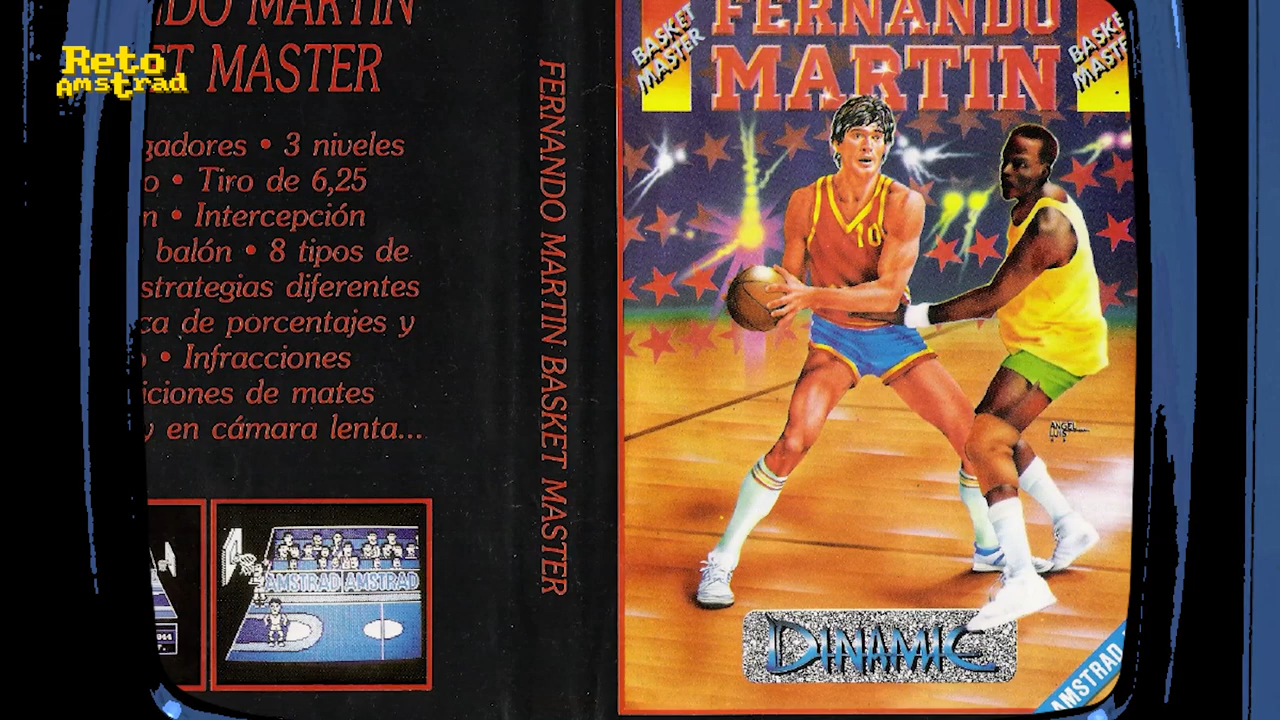 Reto
Amstrad
NDO MARTIN
ET MASTER
gadores • 3 niveles
o • Tiro de 6,25
n • Intercepción
balón • 8 tipos de
strategias diferentes
ca de porcentajes y
o • Infracciones
iciones de mates
y en cámara lenta...
AMSTRAD AMSTRAD
FERNANDO MARTIN BASKET MASTER
BASKET
MASTER
FERNANDO
MARTIN
BASKE
MASTE
10
ANGEL
LUIS
DINAMIC
AMSTRAD